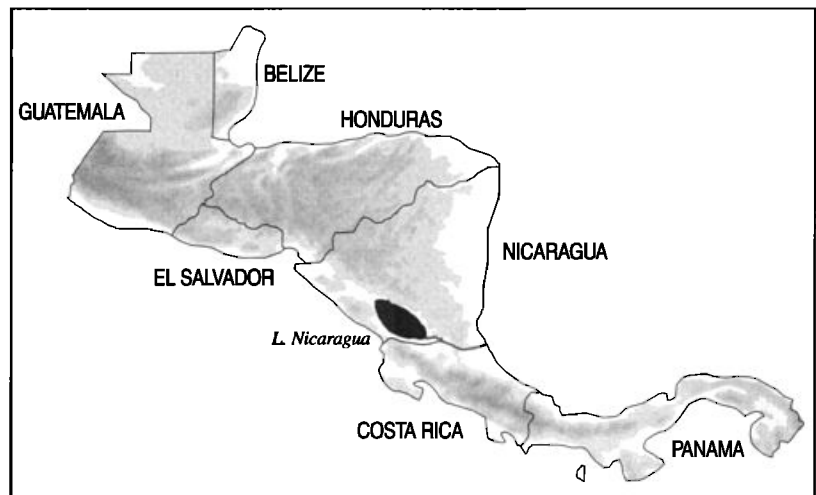 BELIZE
GUATEMALA
HONDURAS
NICARAGUA
EL SALVADOR
L. Nicaragua
COSTA RICA
PANAMA